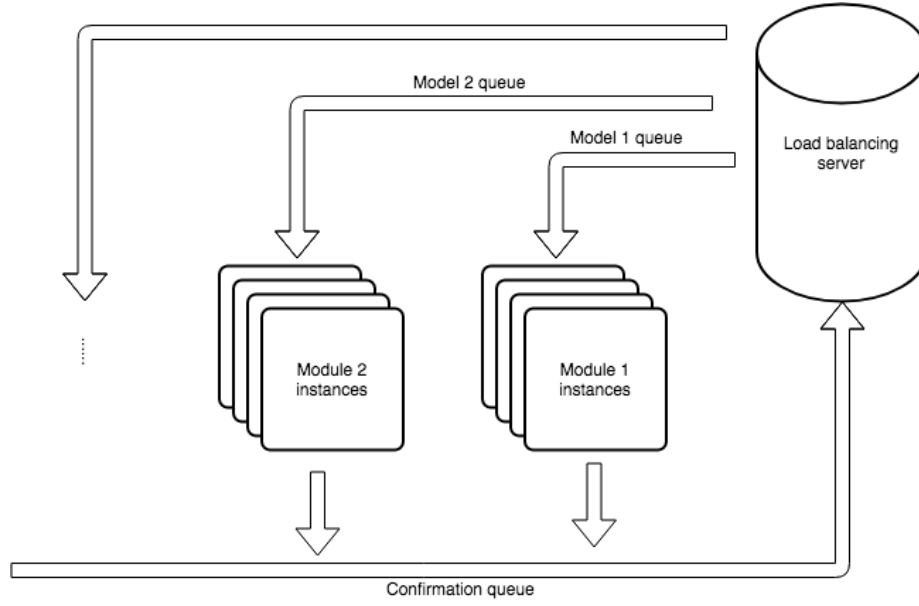 Model 2 queue
Model 1 queue
Load balancing
server
Module 2
instances
Module 1
instances
Confirmation queue